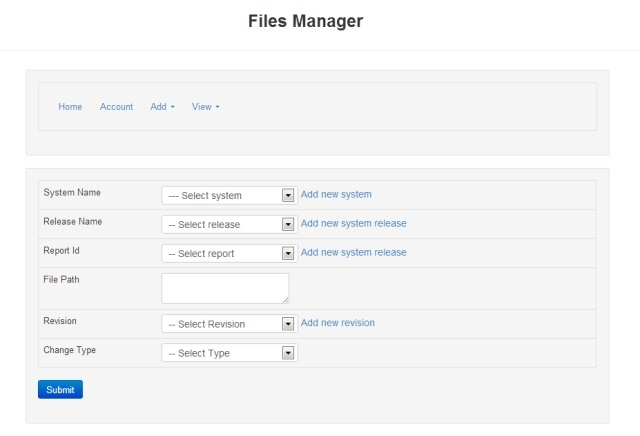 Files Manager
Home Account Add View
System Name --- Select system Add new system
Release Name -- Select release Add new system release
Report Id -- Select report Add new system release
File Path
Revision -- Select Revision Add new revision
Change Type -- Select Type
Submit